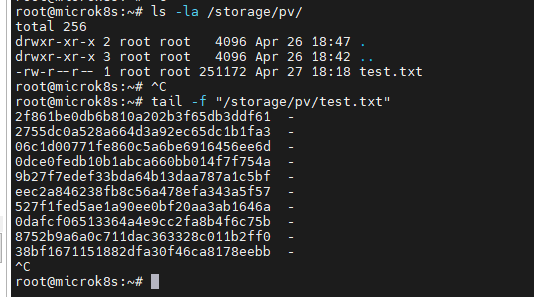 root@microk8s:~# ls -la /storage/pv/
total 256
drwxr-xr-x 2 root root   4096 Apr 26 18:47 .
drwxr-xr-x 3 root root   4096 Apr 26 18:42 ..
-rw-r--r-- 1 root root 251172 Apr 27 18:18 test.txt
root@microk8s:~# ^C
root@microk8s:~# tail -f "/storage/pv/test.txt"
2f861be0db6b810a202b3f65db3ddf61  -
2755dc0a528a664d3a92ec65dc1b1fa3  -
06c1d00771fe860c5a6be6916456ee6d  -
0dce0fedb10b1abca660bb014f7f754a  -
9b27f7edef33bda64b13daa787a1c5bf  -
eec2a846238fb8c56a478efa343a5f57  -
527f1fed5ae1a90ee0bf20aa3ab1646a  -
0dafcf06513364a4e9cc2fa8b4f6c75b  -
8752b9a6a0c711dac363328c011b2ff0  -
38bf1671151882dfa30f46ca8178eebb  -
^C
root@microk8s:~#